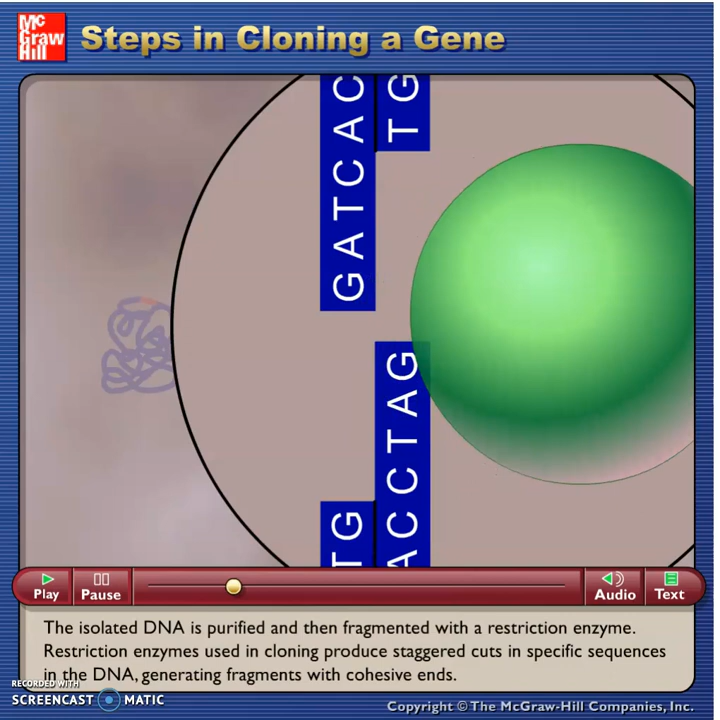 Mc
Graw
Hill
Steps in Cloning a Gene
GATCAC
TG
ACCTAG
TG
Play
Pause
Audio
Text
The isolated DNA is purified and then fragmented with a restriction enzyme.
Restriction enzymes used in cloning produce staggered cuts in specific sequences
in the DNA, generating fragments with cohesive ends.
RECORDED WITH
SCREENCAST MATIC
Copyright © The McGraw-Hill Companies, Inc.